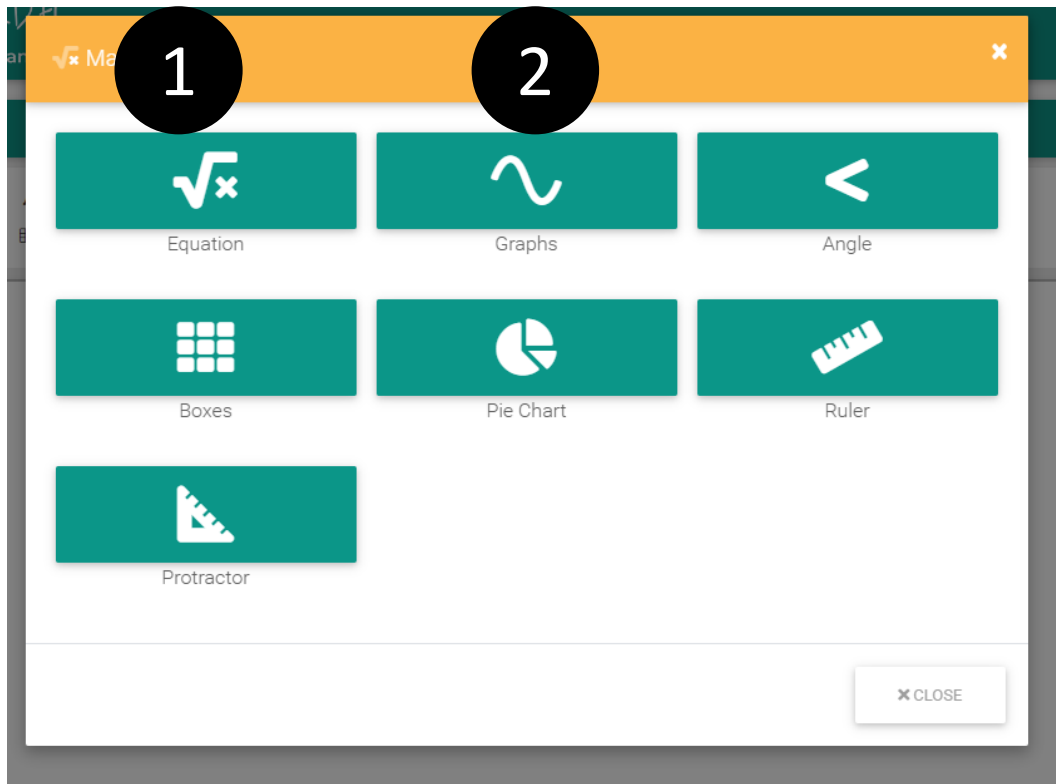 1 2
Equation Graphs Angle
Boxes Pie Chart Ruler
Protractor
CLOSE